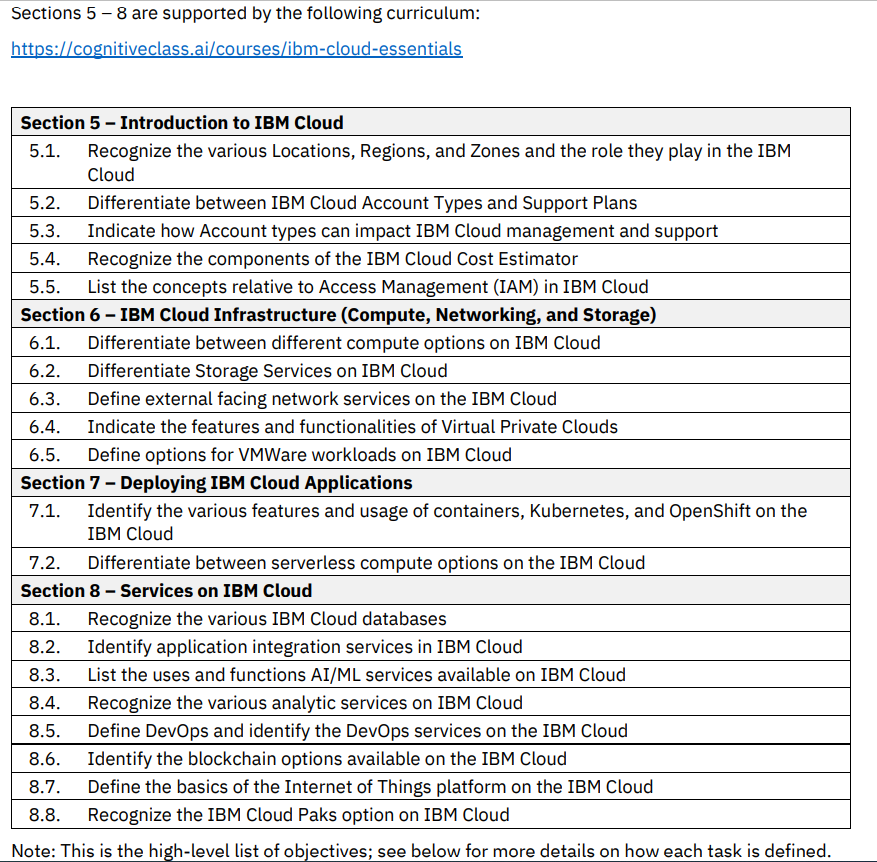 Sections 5 – 8 are supported by the following curriculum:
https://cognitiveclass.ai/courses/ibm-cloud-essentials
Section 5 – Introduction to IBM Cloud
5.1. Recognize the various Locations, Regions, and Zones and the role they play in the IBM
Cloud
5.2. Differentiate between IBM Cloud Account Types and Support Plans
5.3. Indicate how Account types can impact IBM Cloud management and support
5.4. Recognize the components of the IBM Cloud Cost Estimator
5.5. List the concepts relative to Access Management (IAM) in IBM Cloud
Section 6 – IBM Cloud Infrastructure (Compute, Networking, and Storage)
6.1. Differentiate between different compute options on IBM Cloud
6.2. Differentiate Storage Services on IBM Cloud
6.3. Define external facing network services on the IBM Cloud
6.4. Indicate the features and functionalities of Virtual Private Clouds
6.5. Define options for VMWare workloads on IBM Cloud
Section 7 – Deploying IBM Cloud Applications
7.1. Identify the various features and usage of containers, Kubernetes, and OpenShift on the
IBM Cloud
7.2. Differentiate between serverless compute options on the IBM Cloud
Section 8 – Services on IBM Cloud
8.1. Recognize the various IBM Cloud databases
8.2. Identify application integration services in IBM Cloud
8.3. List the uses and functions AI/ML services available on IBM Cloud
8.4. Recognize the various analytic services on IBM Cloud
8.5. Define DevOps and identify the DevOps services on the IBM Cloud
8.6. Identify the blockchain options available on the IBM Cloud
8.7. Define the basics of the Internet of Things platform on the IBM Cloud
8.8. Recognize the IBM Cloud Paks option on IBM Cloud
Note: This is the high-level list of objectives; see below for more details on how each task is defined.